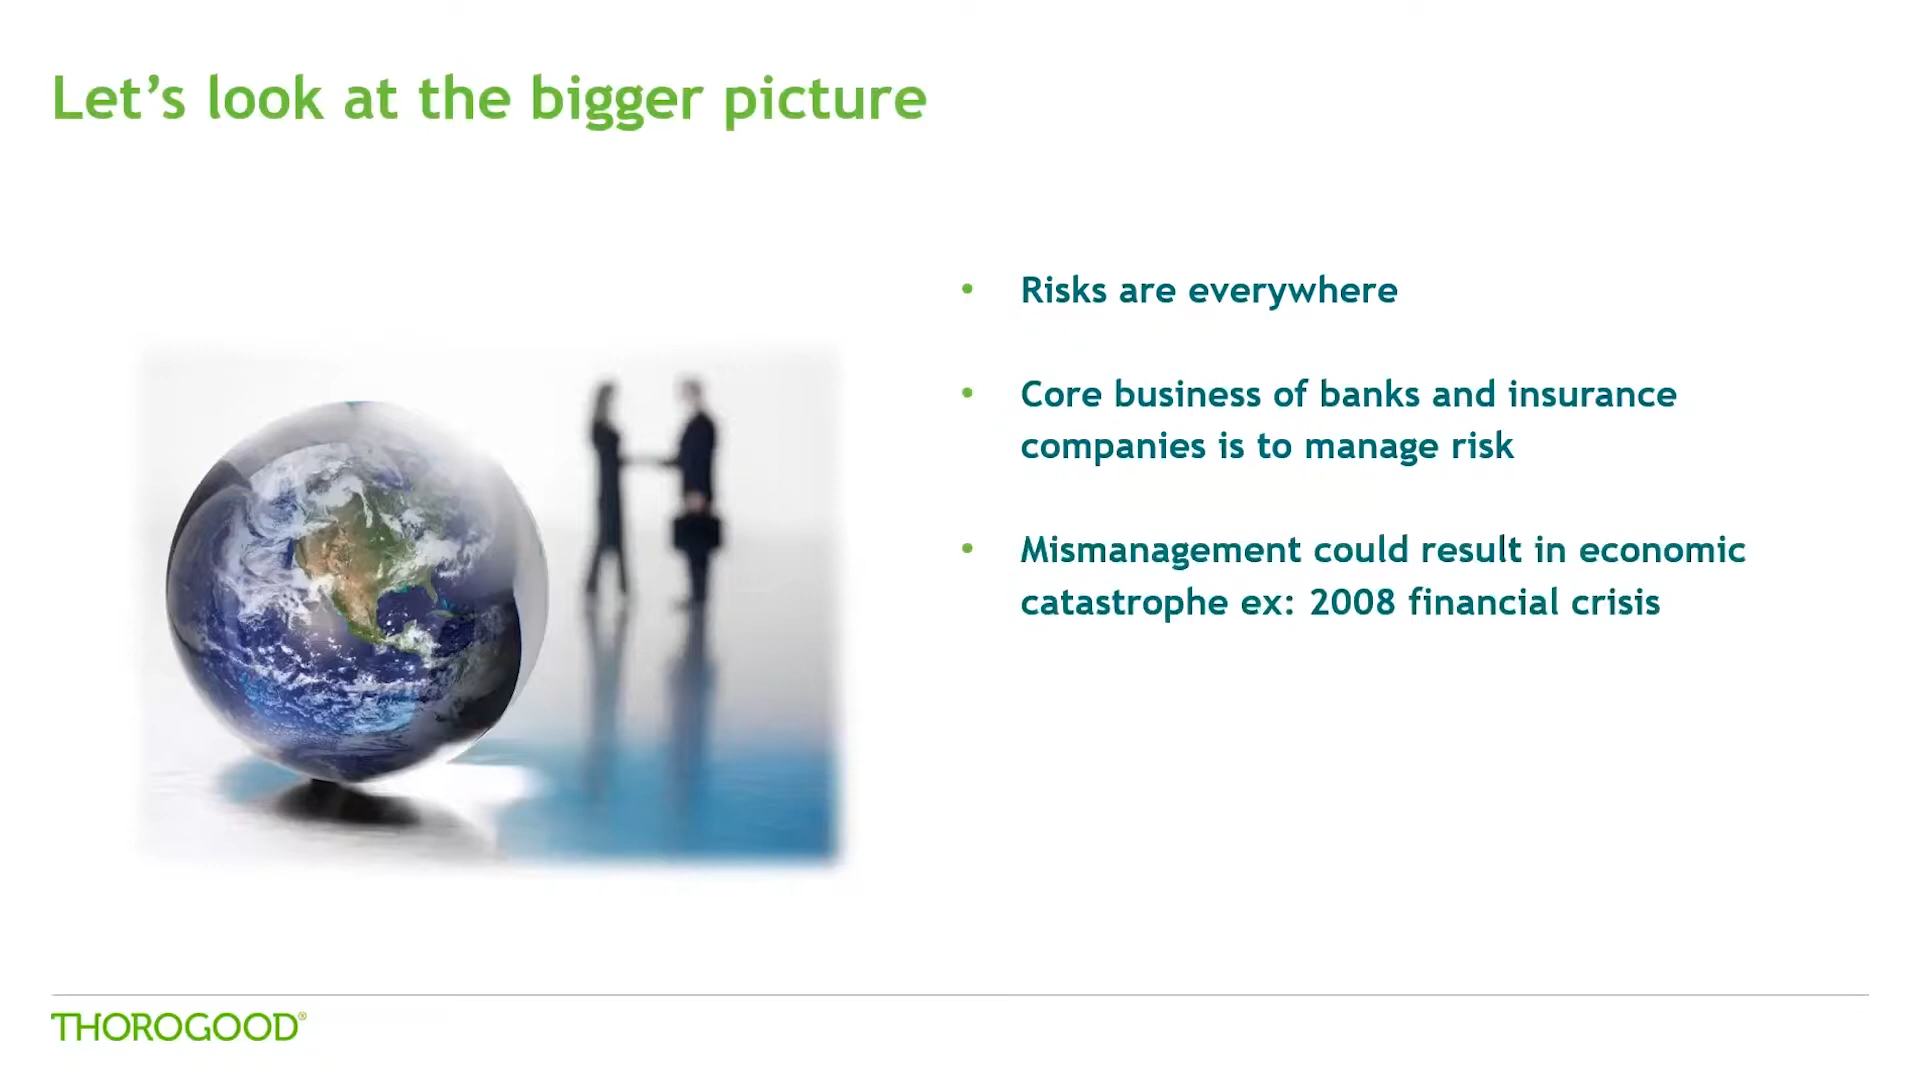 Let’s look at the bigger picture
• Risks are everywhere
• Core business of banks and insurance
companies is to manage risk
• Mismanagement could result in economic
catastrophe ex: 2008 financial crisis
THOROGOOD®